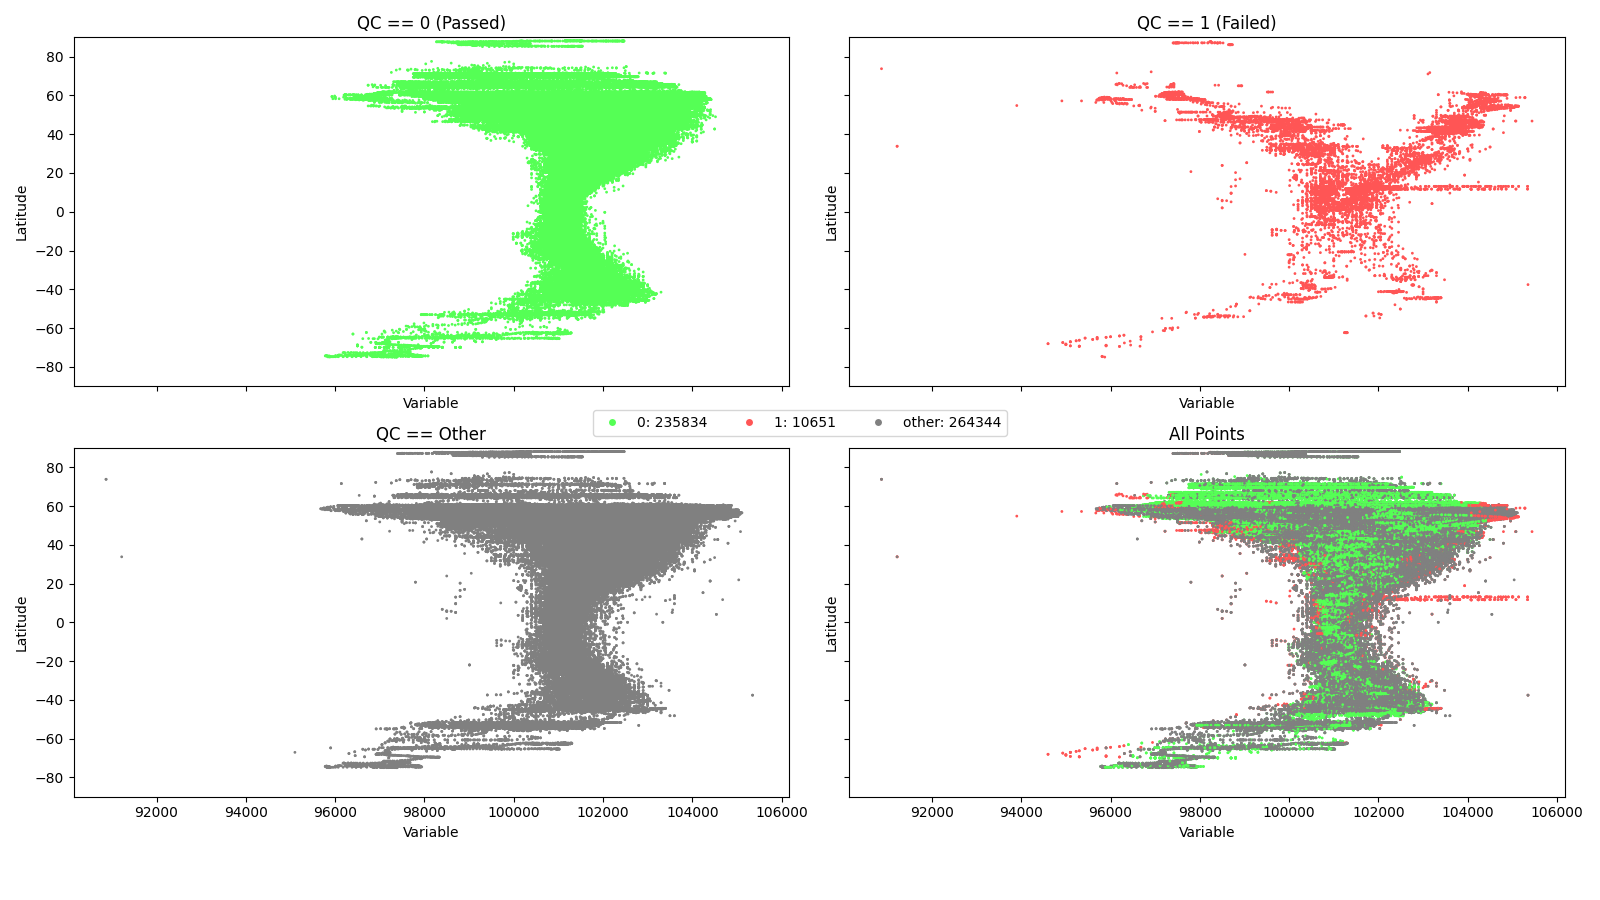 QC == 0 (Passed)
QC == 1 (Failed)
80
60
40
20
0
−20
−40
−60
−80
Latitude
Latitude
Variable
Variable
0: 235834
1: 10651
other: 264344
QC == Other
All Points
80
60
40
20
0
−20
−40
−60
−80
Latitude
Latitude
92000 94000 96000 98000 100000 102000 104000 106000
92000 94000 96000 98000 100000 102000 104000 106000
Variable
Variable